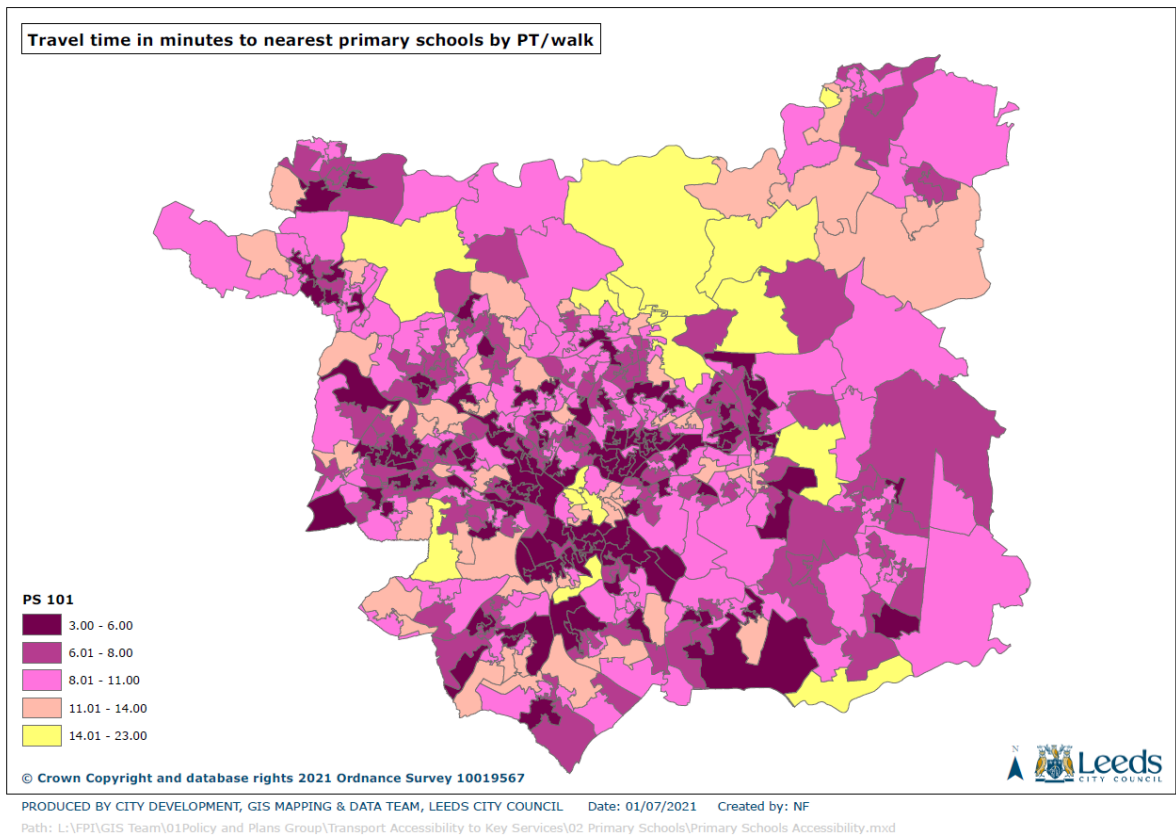 Travel time in minutes to nearest primary schools by PT/walk
PS 101
3.00 - 6.00
6.01 - 8.00
8.01 - 11.00
11.01 - 14.00
14.01 - 23.00
N
Leeds
CITY COUNCIL
© Crown Copyright and database rights 2021 Ordnance Survey 10019567
PRODUCED BY CITY DEVELOPMENT, GIS MAPPING & DATA TEAM, LEEDS CITY COUNCIL Date: 01/07/2021 Created by: NF
Path: L:\FPI\GIS Team\01Policy and Plans Group\Transport Accessibility to Key Services\02 Primary Schools\Primary Schools Accessibility.mxd